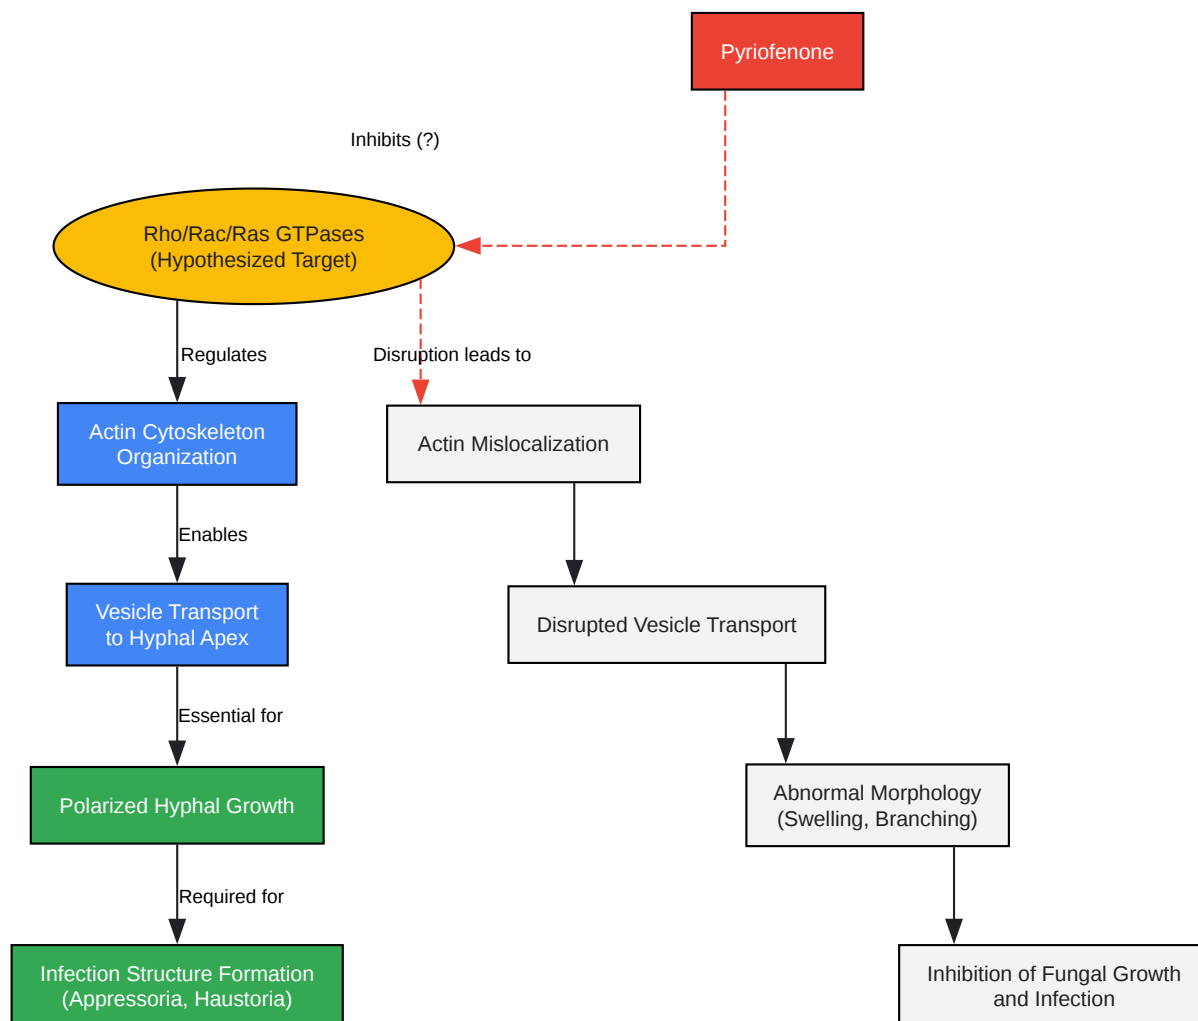 Pyriofenone
Inhibits (?)
Rho/Rac/Ras GTPases
(Hypothesized Target)
Regulates
Disruption leads to
Actin Cytoskeleton
Organization
Actin Mislocalization
Enables
Vesicle Transport
to Hyphal Apex
Disrupted Vesicle Transport
Essential for
Polarized Hyphal Growth
Abnormal Morphology
(Swelling, Branching)
Required for
Infection Structure Formation
(Appressoria, Haustoria)
Inhibition of Fungal Growth
and Infection